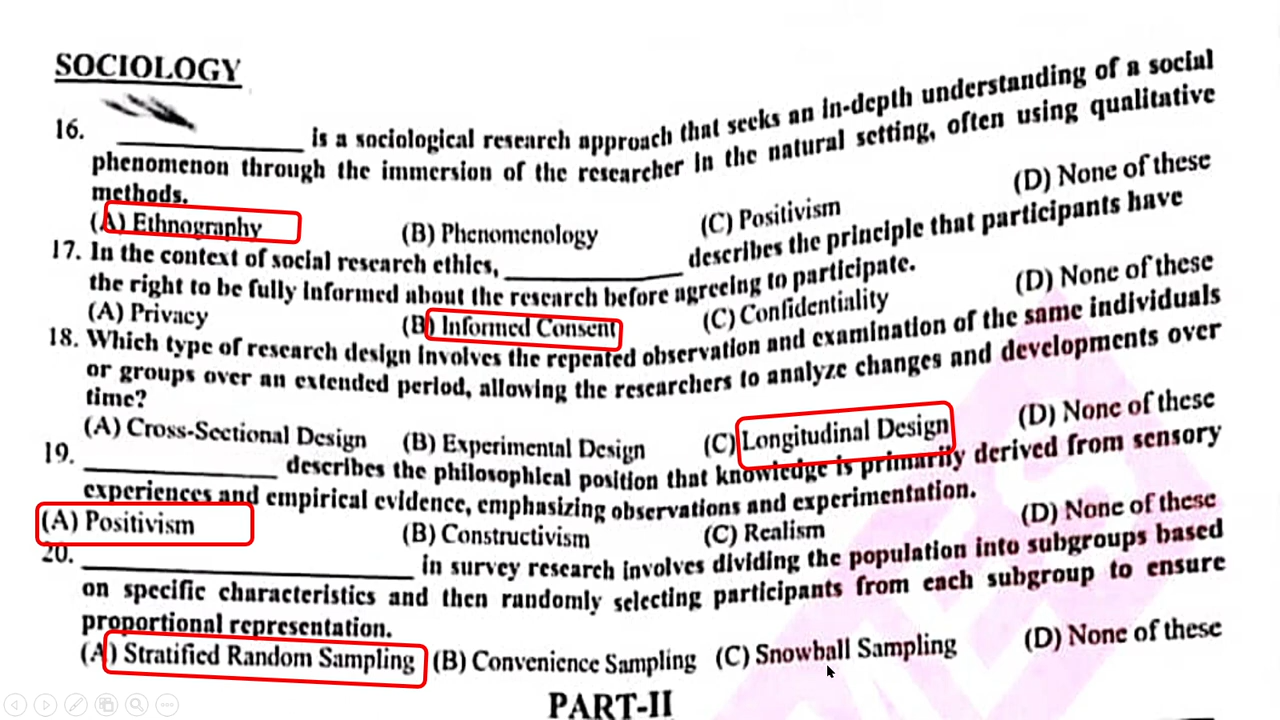 SOCIOLOGY
16. ____________ is a sociological research approach that seeks an in-depth understanding of a social
phenomenon through the immersion of the researcher in the natural setting, often using qualitative
methods.
(A) Ethnography (B) Phenomenology (C) Positivism (D) None of these
17. In the context of social research ethics, ____________ describes the principle that participants have
the right to be fully informed about the research before agreeing to participate.
(A) Privacy (B) Informed Consent (C) Confidentiality (D) None of these
18. Which type of research design involves the repeated observation and examination of the same individuals
or groups over an extended period, allowing the researchers to analyze changes and developments over
time?
(A) Cross-Sectional Design (B) Experimental Design (C) Longitudinal Design (D) None of these
19. ____________ describes the philosophical position that knowledge is primarily derived from sensory
experiences and empirical evidence, emphasizing observations and experimentation.
(A) Positivism (B) Constructivism (C) Realism (D) None of these
20. ____________ in survey research involves dividing the population into subgroups based
on specific characteristics and then randomly selecting participants from each subgroup to ensure
proportional representation.
(A) Stratified Random Sampling (B) Convenience Sampling (C) Snowball Sampling (D) None of these
PART-II